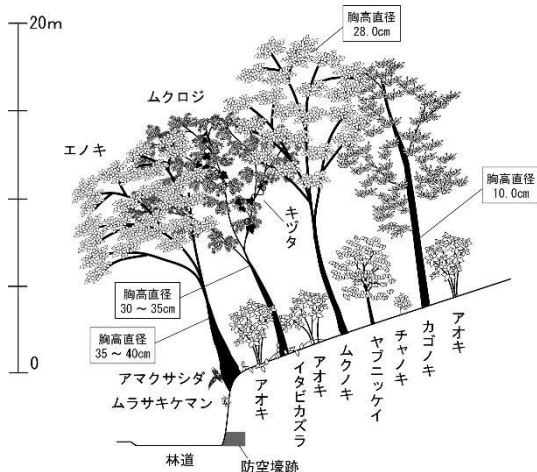 20m
胸高直径
28.0cm
ムクロジ
エノキ
キヅタ
胸高直径
10.0cm
胸高直径
30～35cm
胸高直径
35～40cm
0
アマクサシダ
ムラサキケマン
アオキ
イタビカズラ
アオキ
ムクノキ
ヤブニッケイ
チャノキ
カゴノキ
アオキ
林道
防空壕跡